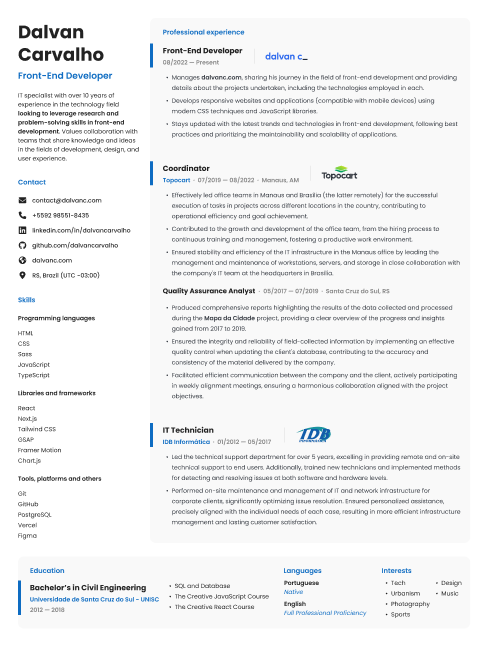 Dalvan
Carvalho
Front-End Developer
IT specialist with over 10 years of
experience in the technology field
looking to leverage research and
problem-solving skills in front-end
development. Values collaboration with
teams that share knowledge and ideas
in the fields of development, design, and
user experience.
Contact
contact@dalvanc.com
+5592 98551-8435
linkedin.com/in/dalvancarvalho
github.com/dalvancarvalho
dalvanc.com
RS, Brazil (UTC -03:00)
Skills
Programming languages
HTML
CSS
Sass
JavaScript
TypeScript
Libraries and frameworks
React
Next.js
Tailwind CSS
GSAP
Framer Motion
Chart.js
Tools, platforms and others
Git
GitHub
PostgreSQL
Vercel
Figma
Professional experience
Front-End Developer
08/2022 — Present
dalvan c_
• Manages dalvanc.com, sharing his journey in the field of front-end development and providing
details about the projects undertaken, including the technologies employed in each.
• Develops responsive websites and applications (compatible with mobile devices) using
modern CSS techniques and JavaScript libraries.
• Stays updated with the latest trends and technologies in front-end development, following best
practices and prioritizing the maintainability and scalability of applications.
Coordinator
Topocart · 07/2019 — 08/2022 · Manaus, AM
Topocart
• Effectively led office teams in Manaus and Brasília (the latter remotely) for the successful
execution of tasks in projects across different locations in the country, contributing to
operational efficiency and goal achievement.
• Contributed to the growth and development of the office team, from the hiring process to
continuous training and management, fostering a productive work environment.
• Ensured stability and efficiency of the IT infrastructure in the Manaus office by leading the
management and maintenance of workstations, servers, and storage in close collaboration with
the company's IT team at the headquarters in Brasília.
Quality Assurance Analyst · 05/2017 — 07/2019 · Santa Cruz do Sul, RS
• Produced comprehensive reports highlighting the results of the data collected and processed
during the Mapa da Cidade project, providing a clear overview of the progress and insights
gained from 2017 to 2018.
• Ensured the integrity and reliability of field-collected information by implementing an effective
quality control when updating the client's database, contributing to the accuracy and
consistency of the material delivered by the company.
• Facilitated efficient communication between the company and the client, actively participating
in weekly alignment meetings, ensuring a harmonious collaboration aligned with the project
objectives.
IT Technician
IDB Informática · 01/2012 — 05/2017
IDB
• Led the technical support department for over 5 years, excelling in providing remote and on-site
technical support to end users. Additionally, trained new technicians and implemented methods
for detecting and resolving issues at both software and hardware levels.
• Performed on-site maintenance and management of IT and network infrastructure for
corporate clients, significantly optimizing issue resolution. Ensured personalized assistance,
precisely aligned with the individual needs of each case, resulting in more efficient infrastructure
management and lasting customer satisfaction.
Education
Bachelor's in Civil Engineering
Universidade de Santa Cruz do Sul - UNISC
2012 — 2018
• SQL and Database
• The Creative JavaScript Course
• The Creative React Course
Languages
Portuguese
Native
English
Full Professional Proficiency
Interests
• Tech
• Urbanism
• Photography
• Sports
• Design
• Music